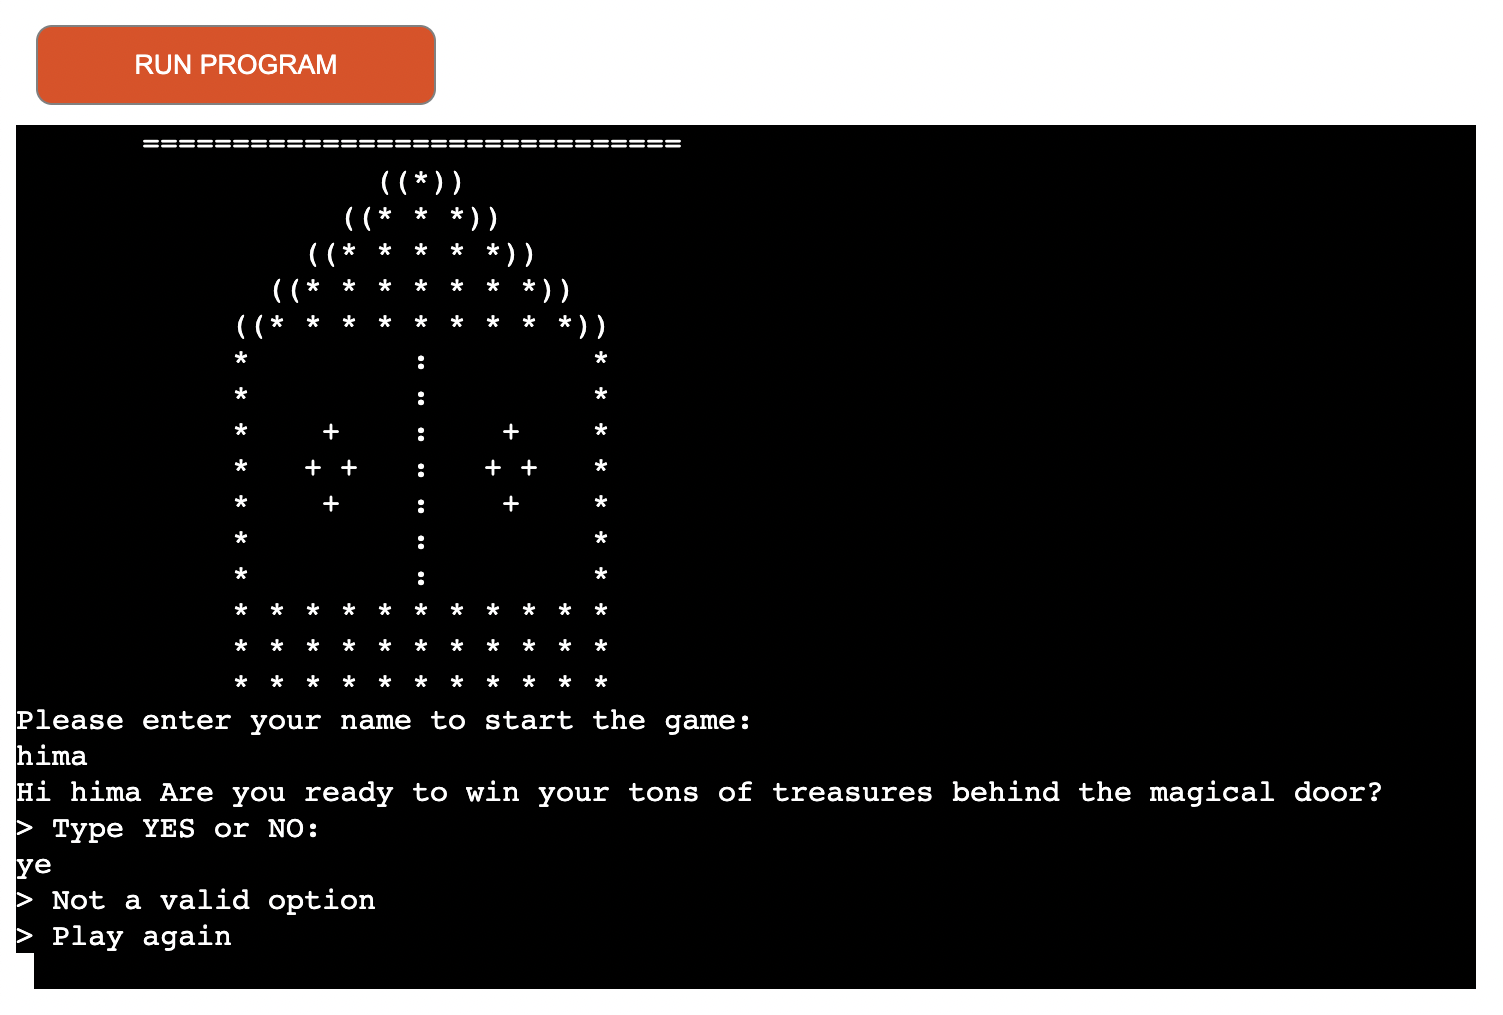 RUN PROGRAM
       ==============================
                    ((*))
                  ((* * *))
                ((* * * * *))
              ((* * * * * * *))
            ((* * * * * * * * *))
            *         :         *
            *         :         *
            *    +    :    +    *
            *   + +   :   + +   *
            *    +    :    +    *
            *         :         *
            *         :         *
            * * * * * * * * * * *
            * * * * * * * * * * *
            * * * * * * * * * * *
Please enter your name to start the game:
hima
Hi hima Are you ready to win your tons of treasures behind the magical door?
> Type YES or NO:
ye
> Not a valid option
> Play again